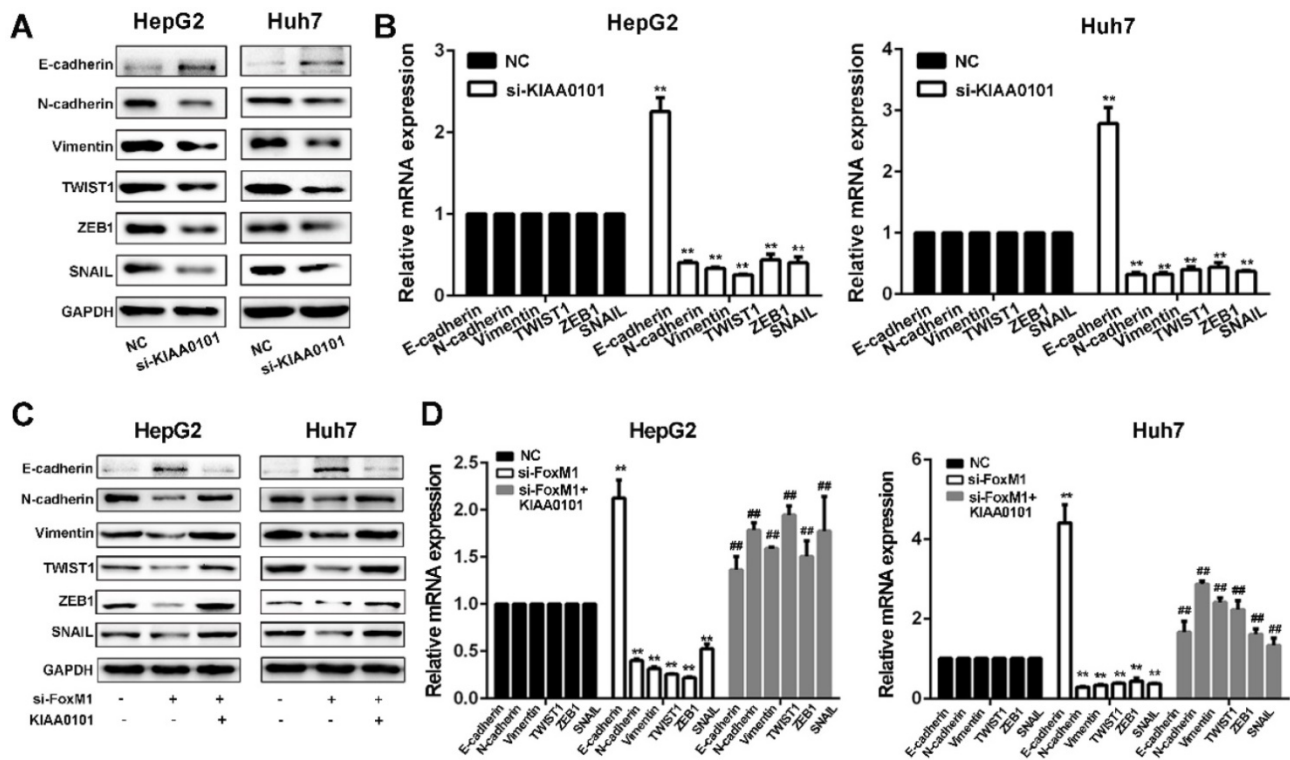 A
HepG2 Huh7
E-cadherin
N-cadherin
Vimentin
TWIST1
ZEB1
SNAIL
GAPDH
NC si-KIAA0101 NC si-KIAA0101
B
HepG2
Relative mRNA expression
3
2
1
0
NC
si-KIAA0101
** ** ** ** ** **
E-cadherin N-cadherin Vimentin TWIST1 ZEB1 SNAIL E-cadherin N-cadherin Vimentin TWIST1 ZEB1 SNAIL
Huh7
Relative mRNA expression
4
3
2
1
0
NC
si-KIAA0101
** ** ** ** ** **
E-cadherin N-cadherin Vimentin TWIST1 ZEB1 SNAIL E-cadherin N-cadherin Vimentin TWIST1 ZEB1 SNAIL
C
HepG2 Huh7
E-cadherin
N-cadherin
Vimentin
TWIST1
ZEB1
SNAIL
GAPDH
si-FoxM1 - + + - + +
KIAA0101 - - + - - +
D
HepG2
Relative mRNA expression
2.5
2.0
1.5
1.0
0.5
0.0
NC
si-FoxM1
si-FoxM1+
KIAA0101
** ** ** ** ** ** ## ## ## ## ## ##
E-cadherin N-cadherin Vimentin TWIST1 ZEB1 SNAIL E-cadherin N-cadherin Vimentin TWIST1 ZEB1 SNAIL E-cadherin N-cadherin Vimentin TWIST1 ZEB1 SNAIL
Huh7
Relative mRNA expression
6
4
2
1
0
NC
si-FoxM1
si-FoxM1+
KIAA0101
** ** ** ** ** ** ## ## ## ## ## ##
E-cadherin N-cadherin Vimentin TWIST1 ZEB1 SNAIL E-cadherin N-cadherin Vimentin TWIST1 ZEB1 SNAIL E-cadherin N-cadherin Vimentin TWIST1 ZEB1 SNAIL